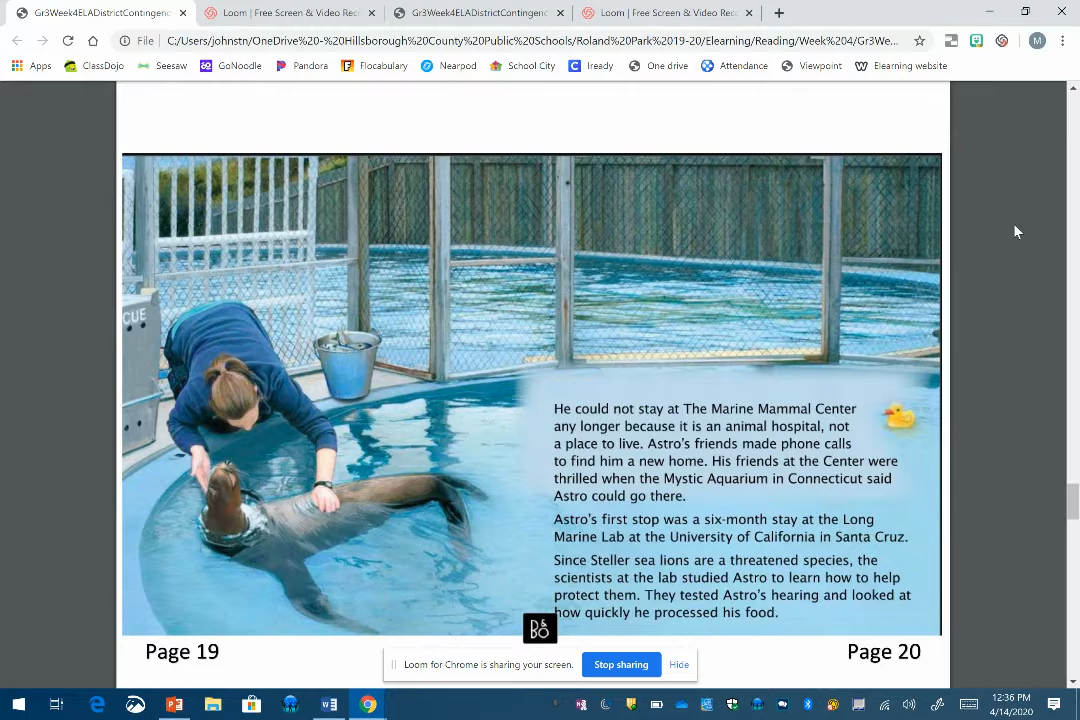 Gr3Week4ELADistrictContingenc
Loom | Free Screen & Video Rec
Gr3Week4ELADistrictContingenc
Loom | Free Screen & Video Rec
File
C:/Users/johnstn/OneDrive%20-%20Hillsborough%20County%20Public%20Schools/Roland%20Park%2019-20/Elearning/Reading/Week%204/Gr3We...
M
Apps
ClassDojo
Seesaw
GoNoodle
Pandora
Flocabulary
Nearpod
School City
Iready
One drive
Attendance
Viewpoint
Elearning website
CUE
He could not stay at The Marine Mammal Center
any longer because it is an animal hospital, not
a place to live. Astro's friends made phone calls
to find him a new home. His friends at the Center were
thrilled when the Mystic Aquarium in Connecticut said
Astro could go there.
Astro's first stop was a six-month stay at the Long
Marine Lab at the University of California in Santa Cruz.
Since Steller sea lions are a threatened species, the
scientists at the lab studied Astro to learn how to help
protect them. They tested Astro's hearing and looked at
how quickly he processed his food.
B&O
Page 19
Page 20
Loom for Chrome is sharing your screen.
Stop sharing
Hide
12:36 PM
4/14/2020